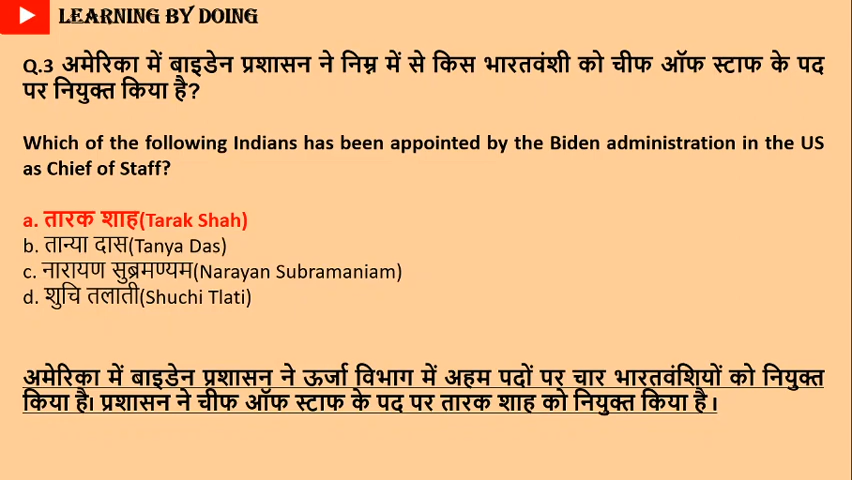 LEARNING BY DOING
Q.3 अमेरिका में बाइडेन प्रशासन ने निम्न में से किस भारतवंशी को चीफ ऑफ स्टाफ के पद
पर नियुक्त किया है?
Which of the following Indians has been appointed by the Biden administration in the US
as Chief of Staff?
a. तारक शाह(Tarak Shah)
b. तान्या दास(Tanya Das)
c. नारायण सुब्रमण्यम(Narayan Subramaniam)
d. शुचि तलाती(Shuchi Tlati)
अमेरिका में बाइडेन प्रशासन ने ऊर्जा विभाग में अहम पदों पर चार भारतवंशियों को नियुक्त
किया है। प्रशासन ने चीफ ऑफ स्टाफ के पद पर तारक शाह को नियुक्त किया है ।